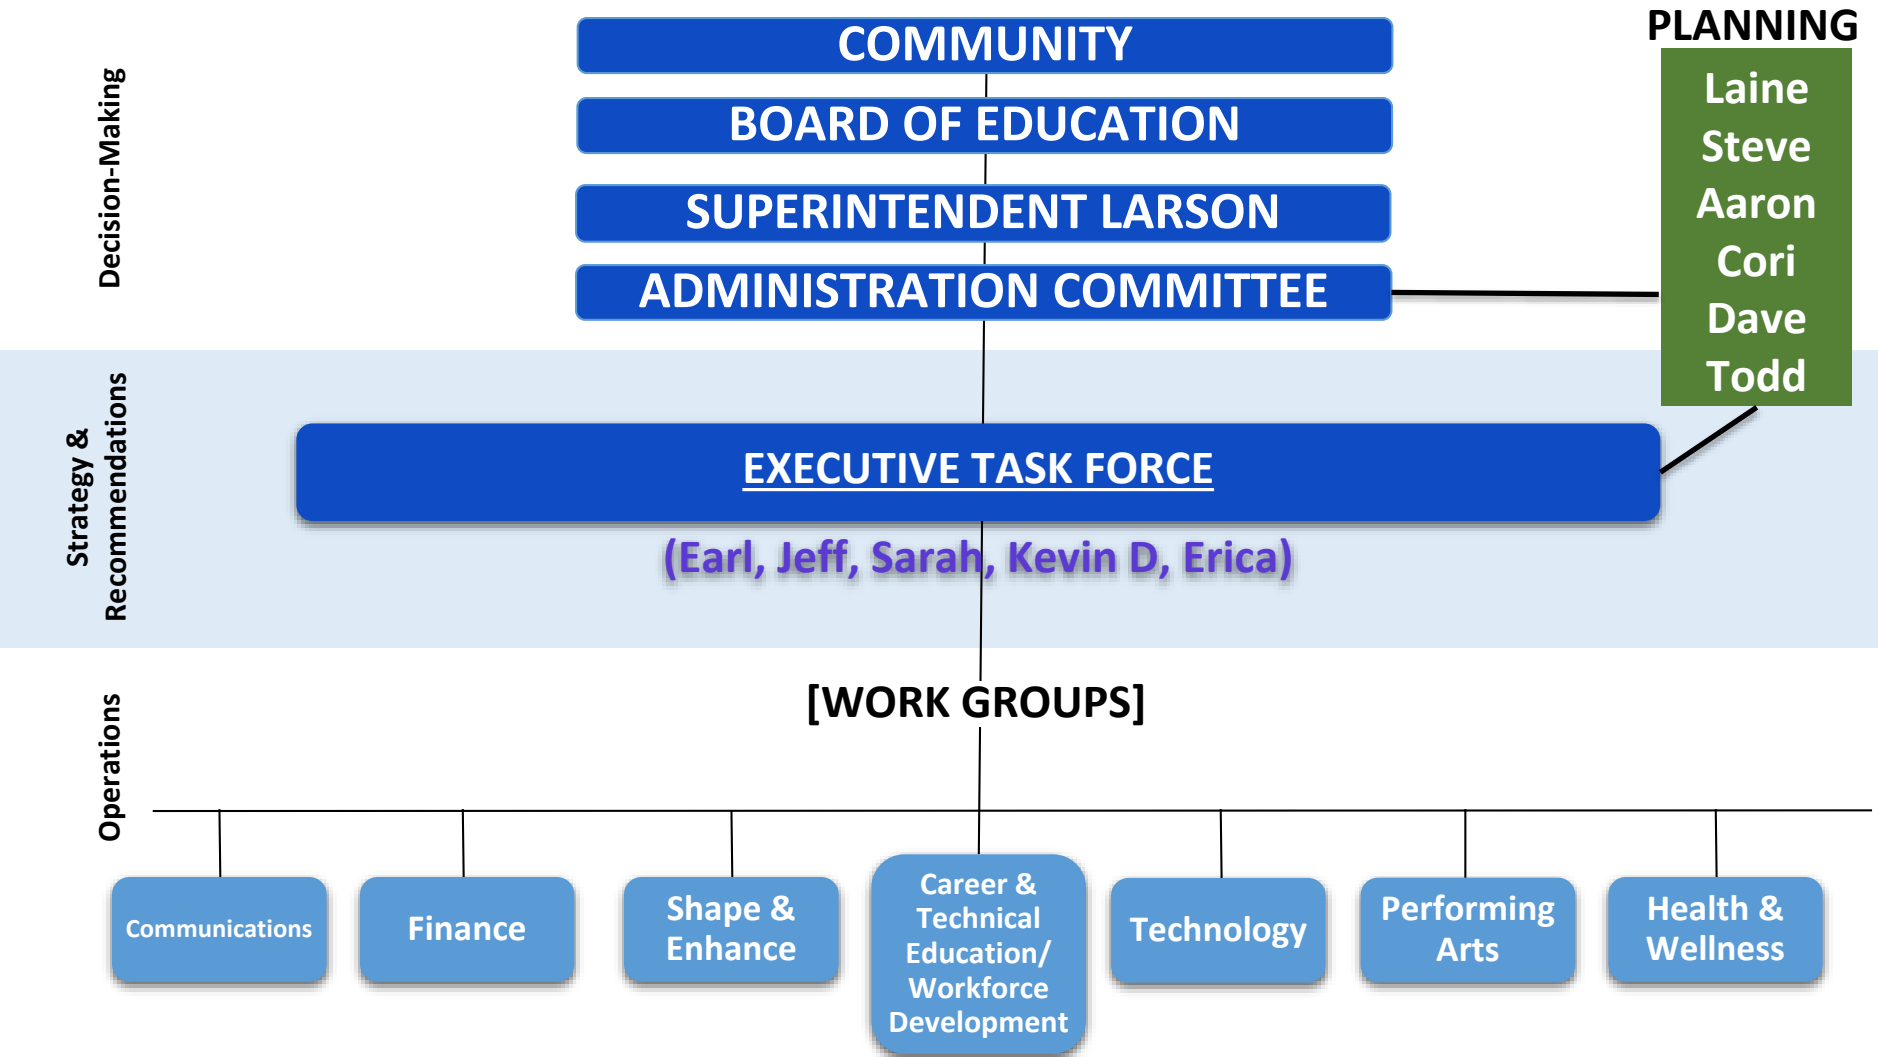 PLANNING
COMMUNITY
BOARD OF EDUCATION
SUPERINTENDENT LARSON
ADMINISTRATION COMMITTEE
Laine
Steve
Aaron
Cori
Dave
Todd
Decision-Making
Strategy &
Recommendations
EXECUTIVE TASK FORCE
(Earl, Jeff, Sarah, Kevin D, Erica)
Operations
[WORK GROUPS]
Communications
Finance
Shape &
Enhance
Career &
Technical
Education/
Workforce
Development
Technology
Performing
Arts
Health &
Wellness